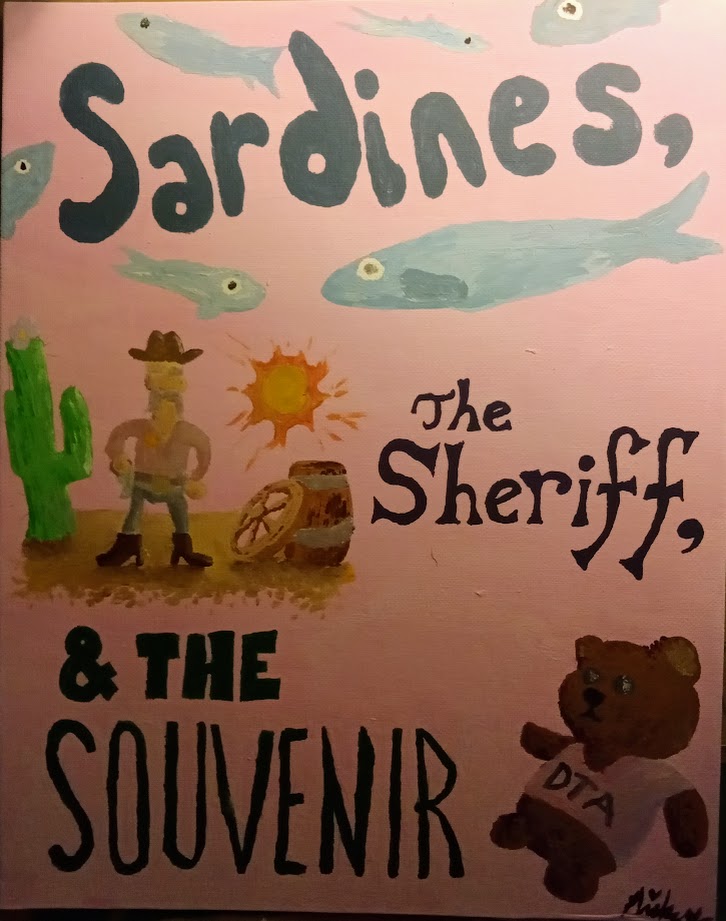 Sardines,
The
Sheriff,
& THE
SOUVENIR
DTA